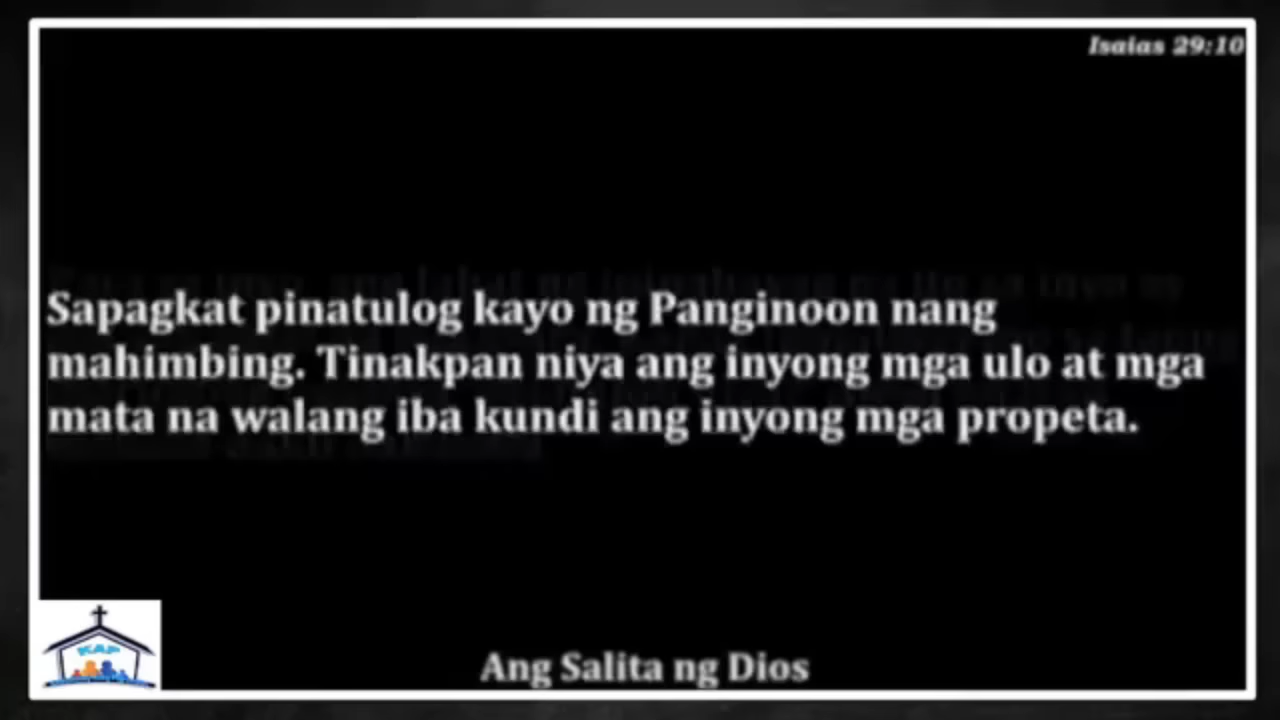 Isaias 29:10
Sapagkat pinatulog kayo ng Panginoon nang
mahimbing. Tinakpan niya ang inyong mga ulo at mga
mata na walang iba kundi ang inyong mga propeta.
KAP
Ang Salita ng Dios